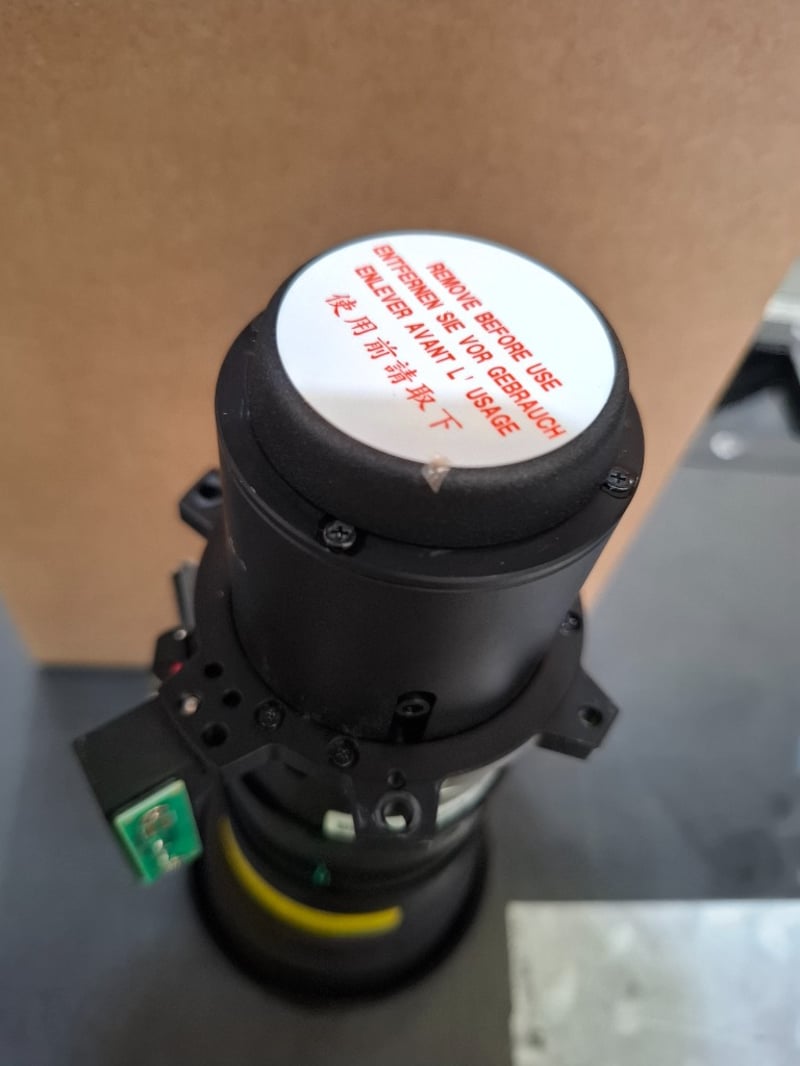 REMOVE BEFORE USE
ENTFERNEN SIE VOR GEBRAUCH
ENLEVER AVANT L' USAGE
使用前請取下